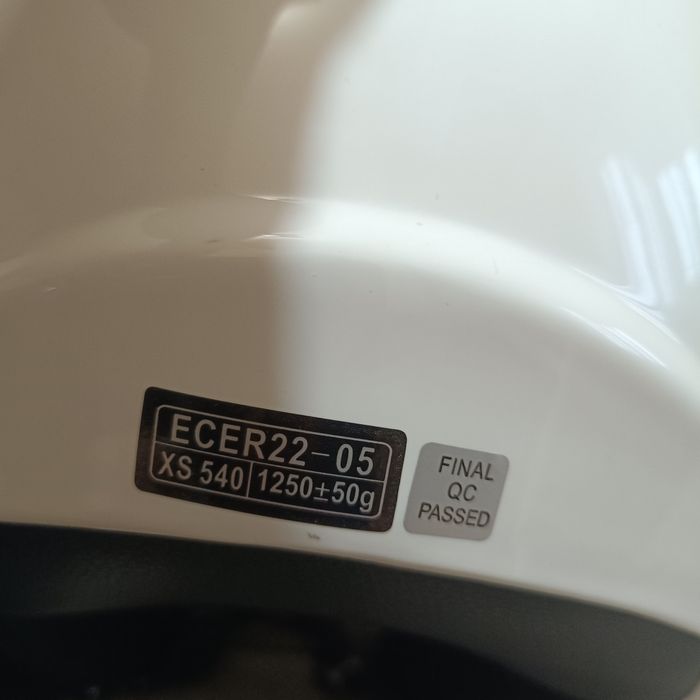 ECER22-05
XS 540 1250±50g
FINAL
QC
PASSED